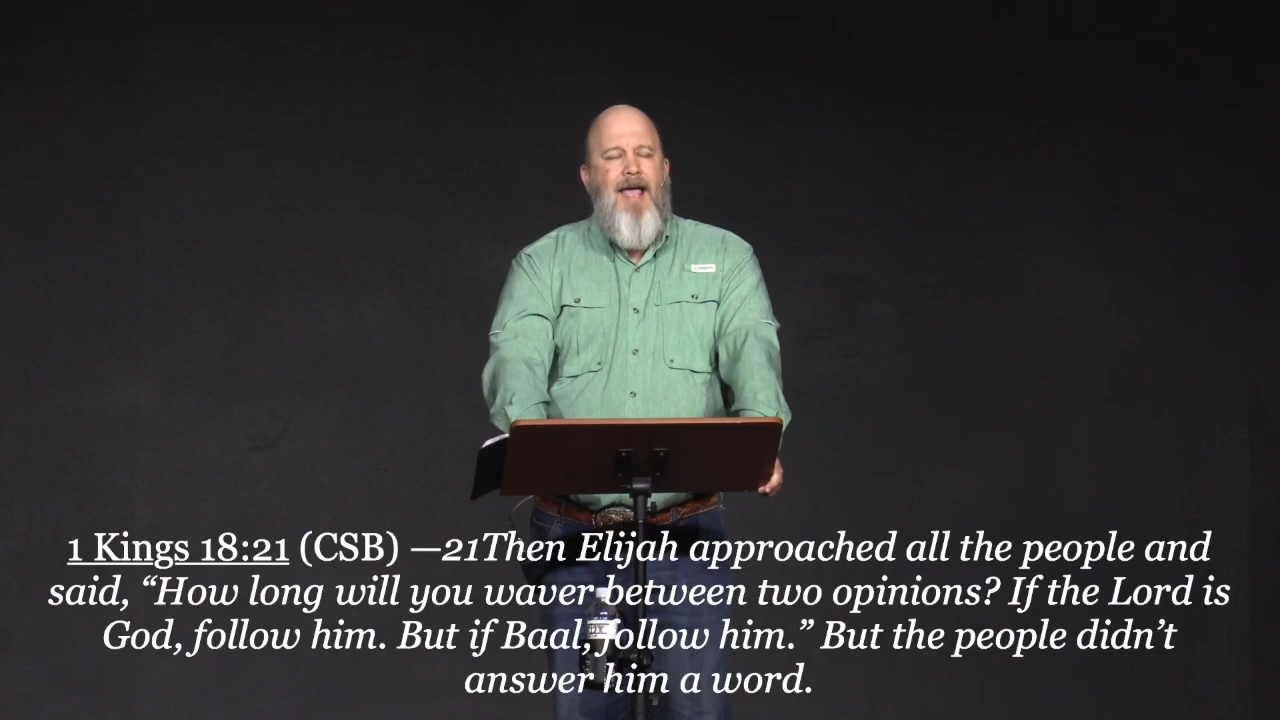 1 Kings 18:21 (CSB) —21Then Elijah approached all the people and
said, “How long will you waver between two opinions? If the Lord is
God, follow him. But if Baal, follow him.” But the people didn’t
answer him a word.